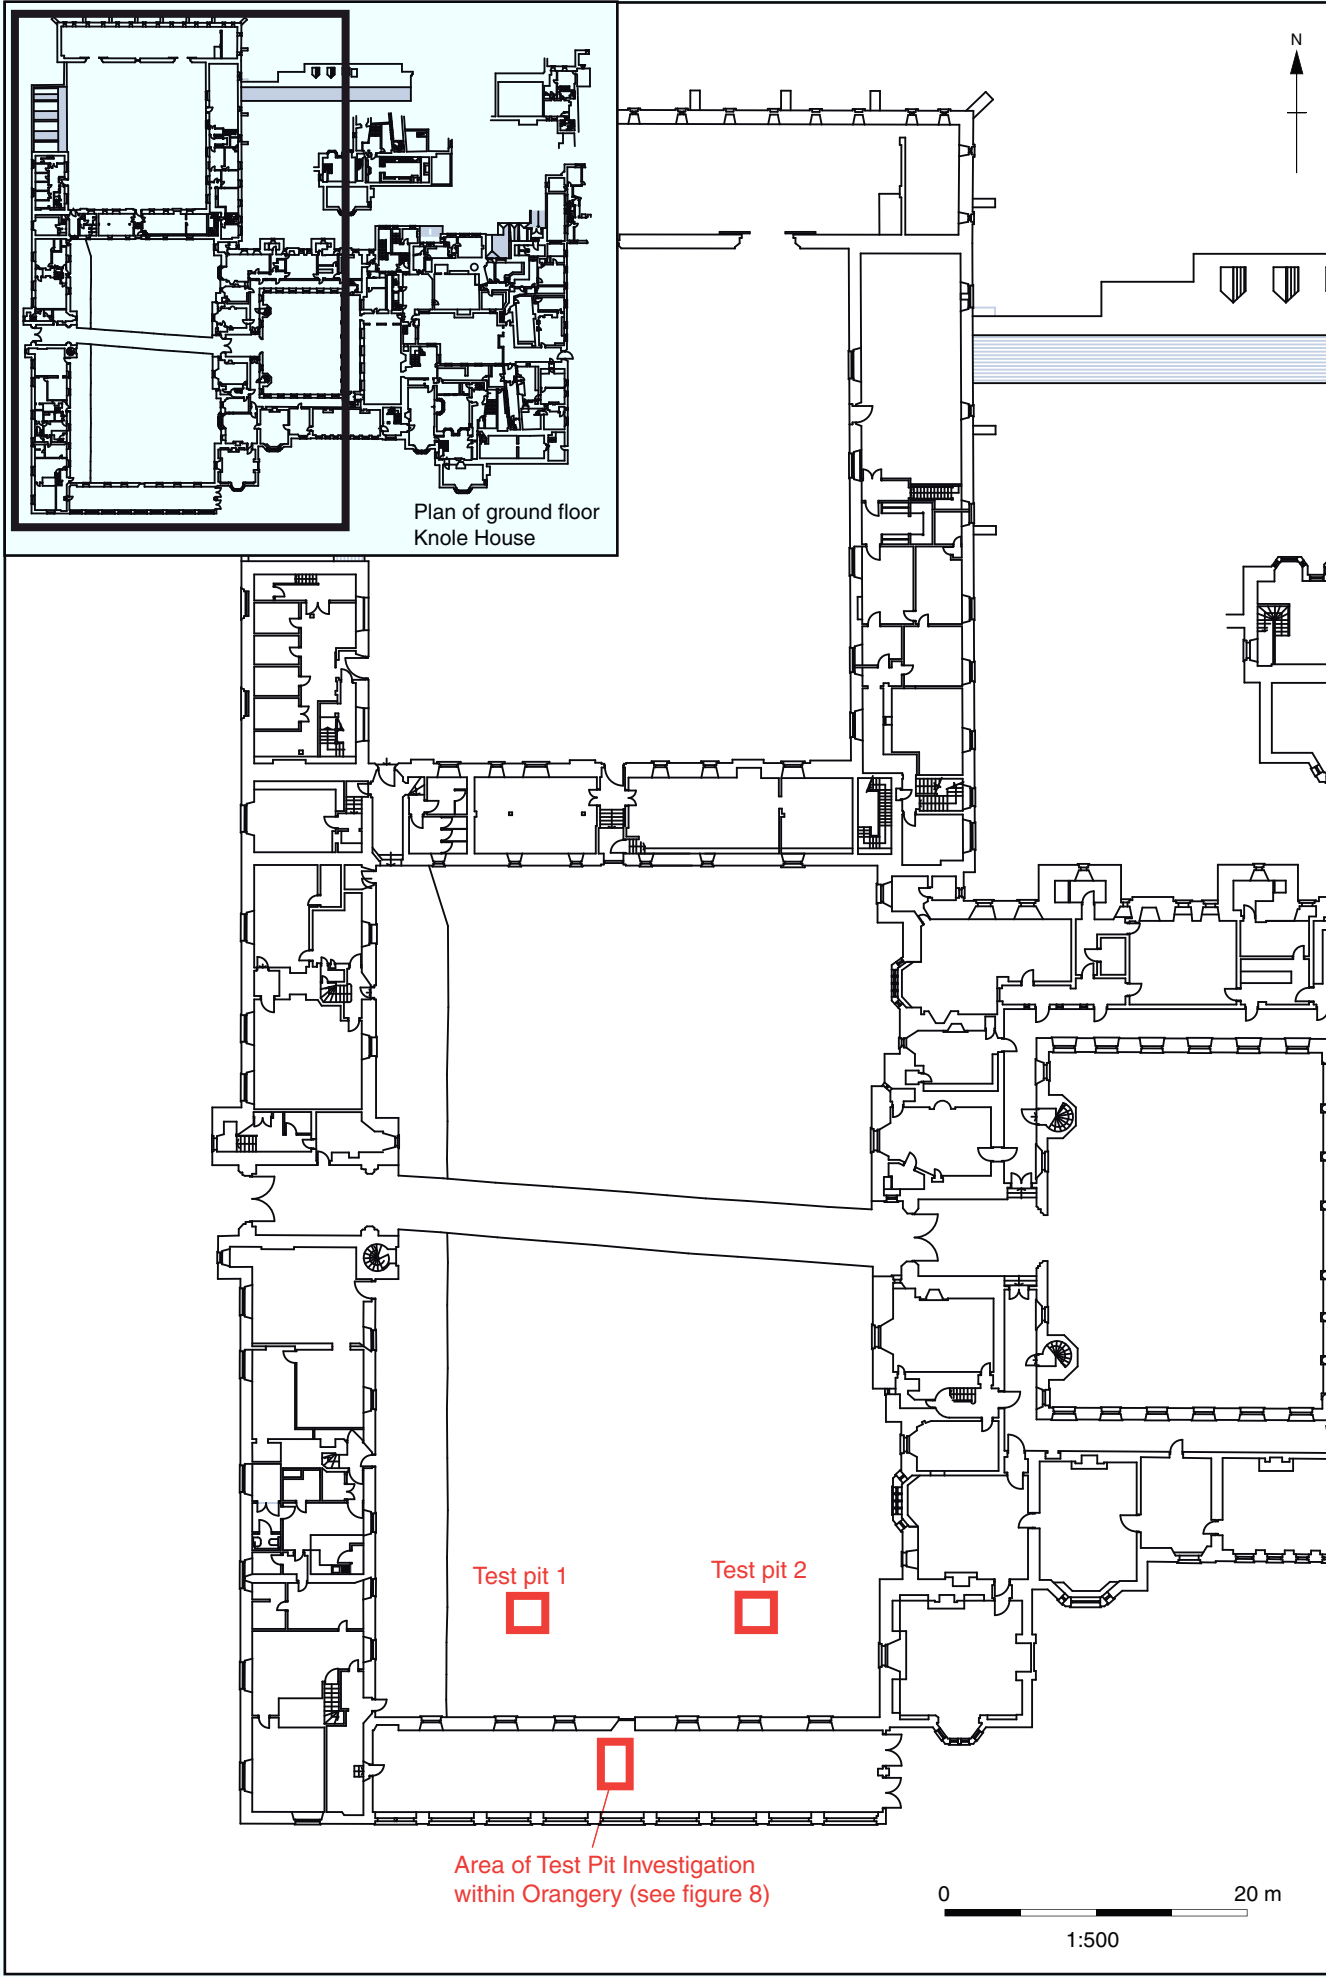 N
Plan of ground floor
Knole House
Test pit 1
Test pit 2
Area of Test Pit Investigation
within Orangery (see figure 8)
0
20 m
1:500